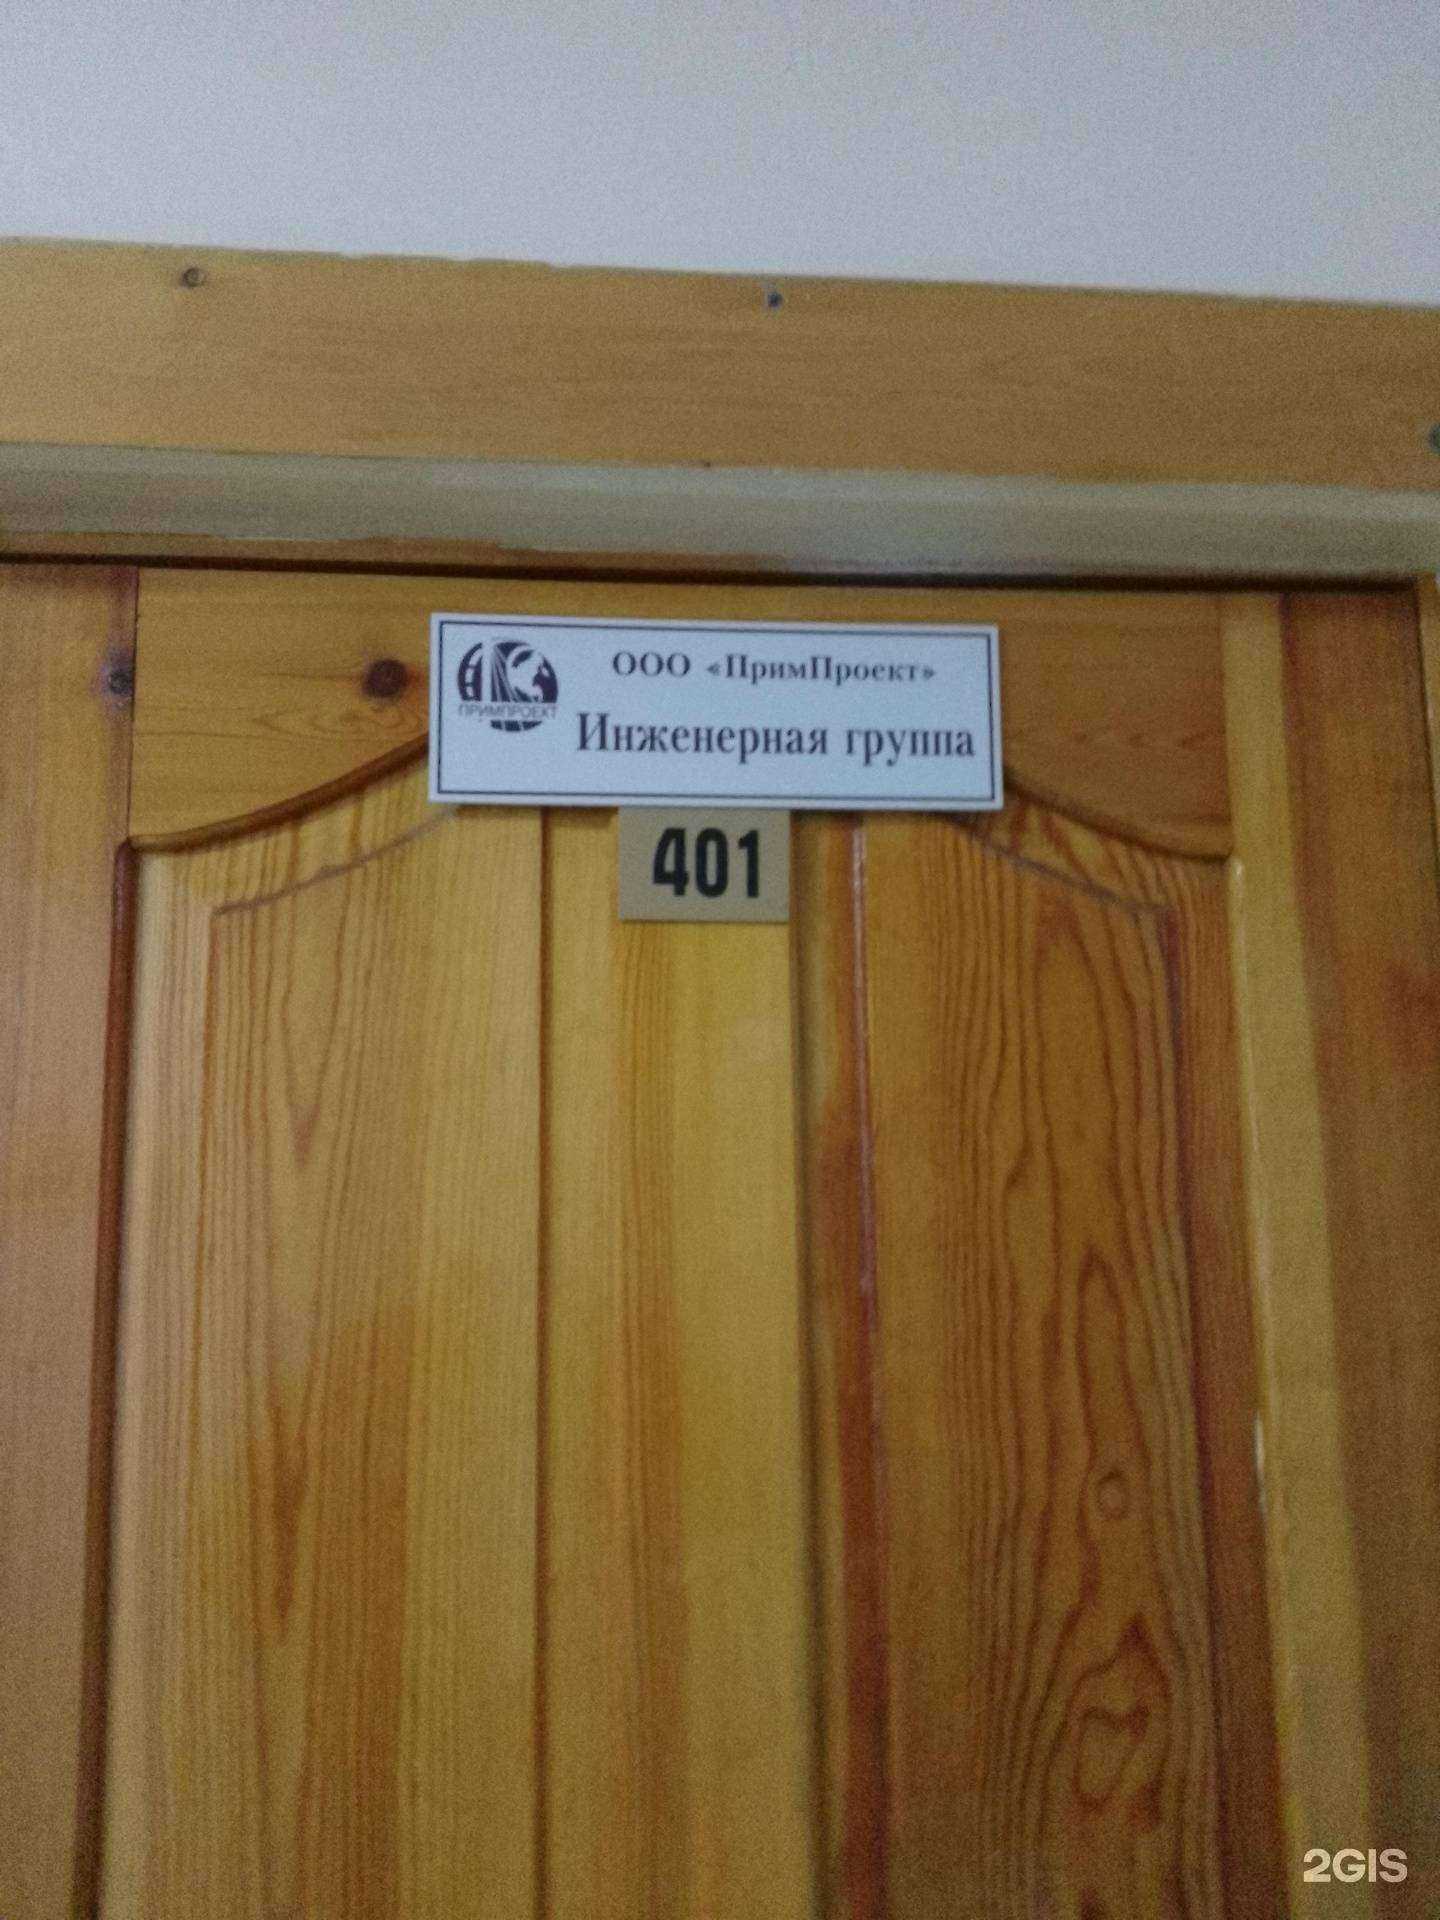 ООО «ПримПроект»
ПРИМПРОЕКТ
Инженерная группа
401
2GIS